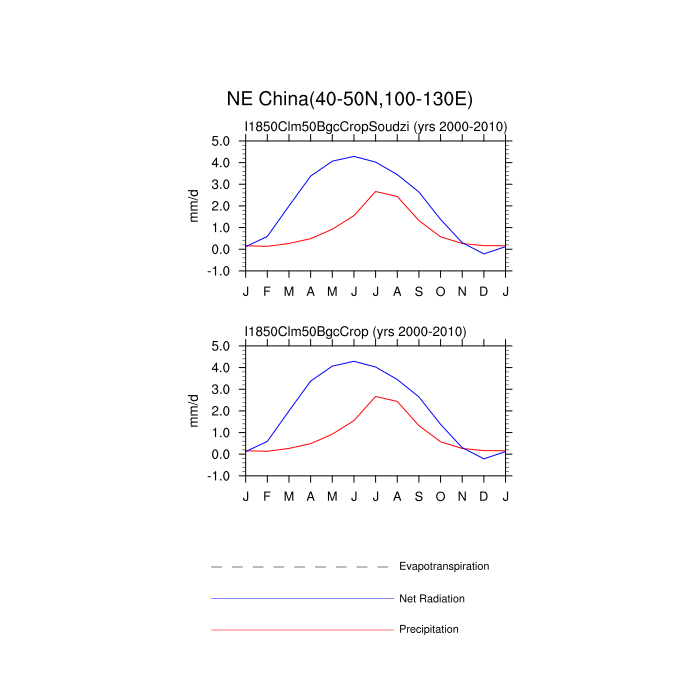 NE China(40-50N,100-130E)
I1850Clm50BgcCropSoudzi (yrs 2000-2010)
5.0
4.0
3.0
2.0
1.0
0.0
-1.0
mm/d
J F M A M J J A S O N D J
I1850Clm50BgcCrop (yrs 2000-2010)
5.0
4.0
3.0
2.0
1.0
0.0
-1.0
mm/d
J F M A M J J A S O N D J
Evapotranspiration
Net Radiation
Precipitation